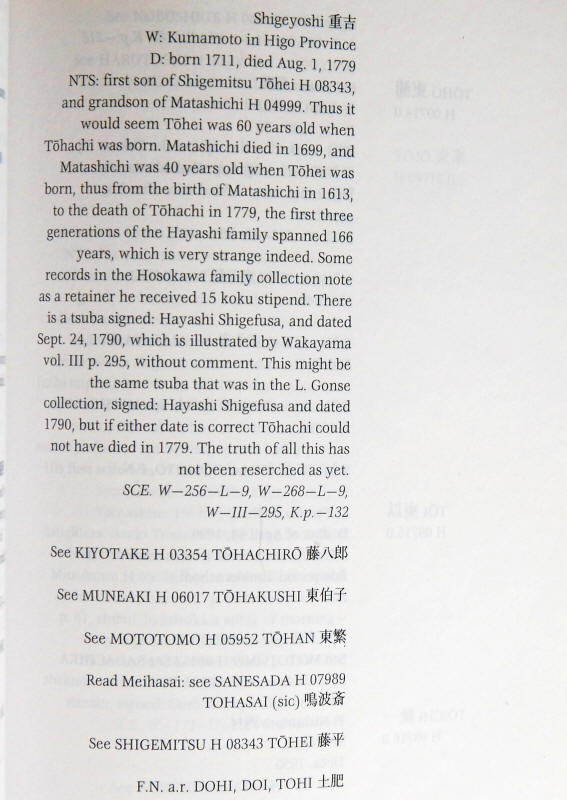 Shigeyoshi 重吉
W: Kumamoto in Higo Province
D: born 1711, died Aug. 1, 1779
NTS: first son of Shigemitsu Tōhei H 08343,
and grandson of Matashichi H 04999. Thus it
would seem Tōhei was 60 years old when
Tōhachi was born. Matashichi died in 1699, and
Matashichi was 40 years old when Tōhei was
born, thus from the birth of Matashichi in 1613,
to the death of Tōhachi in 1779, the first three
generations of the Hayashi family spanned 166
years, which is very strange indeed. Some
records in the Hosokawa family collection note
as a retainer he received 15 koku stipend. There
is a tsuba signed: Hayashi Shigefusa, and dated
Sept. 24, 1790, which is illustrated by Wakayama
vol. III p. 295, without comment. This might be
the same tsuba that was in the L. Gonse
collection, signed: Hayashi Shigefusa and dated
1790, but if either date is correct Tōhachi could
not have died in 1779. The truth of all this has
not been reserched as yet.
SCE. W—256—L—9, W—268—L—9,
W—III—295, K.p.—132
See KIYOTAKE H 03354 TŌHACHIRŌ 藤八郎
See MUNEAKI H 06017 TŌHAKUSHI 東伯子
See MOTOTOMO H 05952 TŌHAN 東繁
Read Meihasai: see SANESADA H 07989
TOHASAI (sic) 鳴波斎
See SHIGEMITSU H 08343 TŌHEI 藤平
F.N. a.r. DOHI, DOI, TOHI 土肥